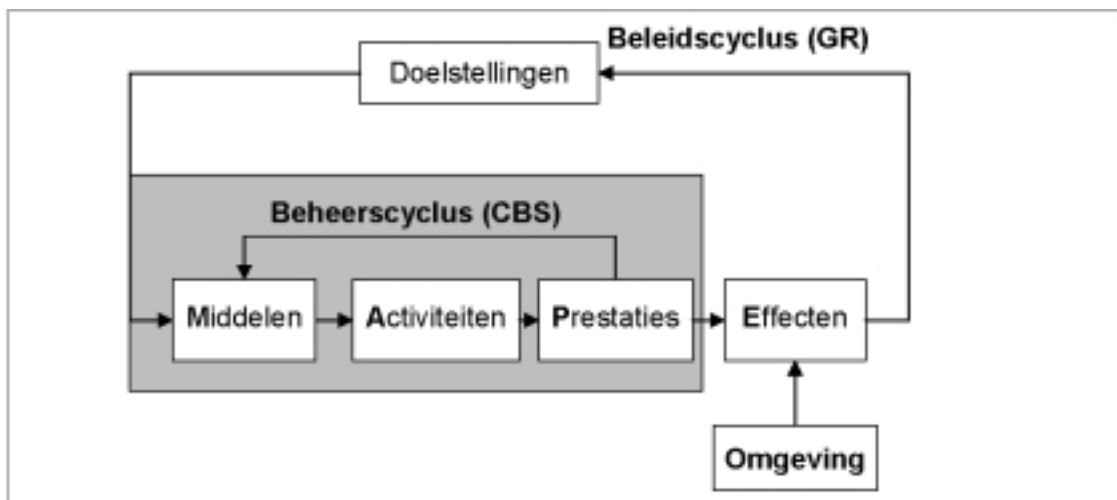 Beleidscyclus (GR)
Doelstellingen
Beheerscyclus (CBS)
Middelen
Activiteiten
Prestaties
Effecten
Omgeving